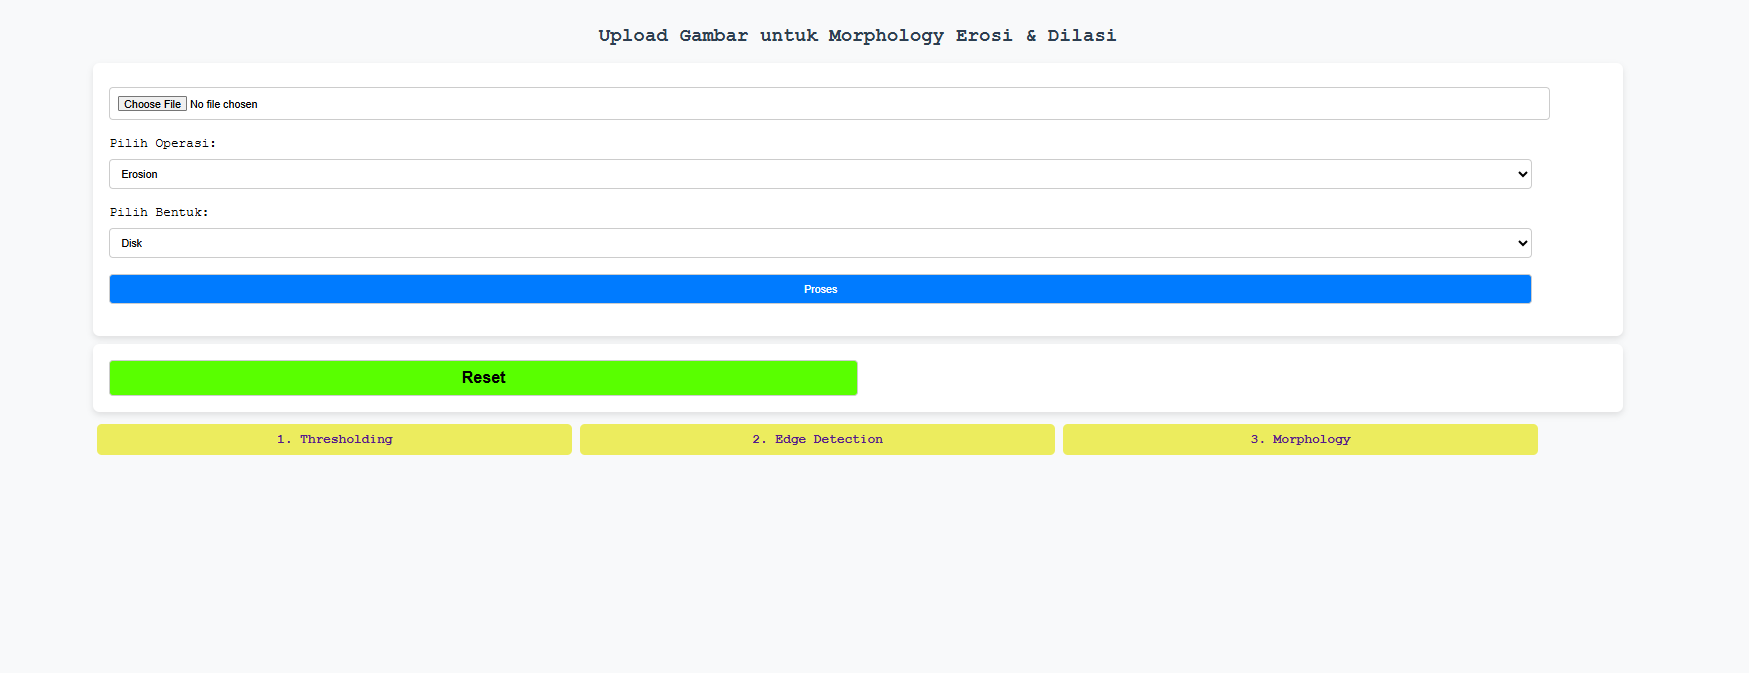 Upload Gambar untuk Morphology Erosi & Dilasi
Choose File No file chosen
Pilih Operasi:
Erosion
Pilih Bentuk:
Disk
Proses
Reset
1. Thresholding
2. Edge Detection
3. Morphology